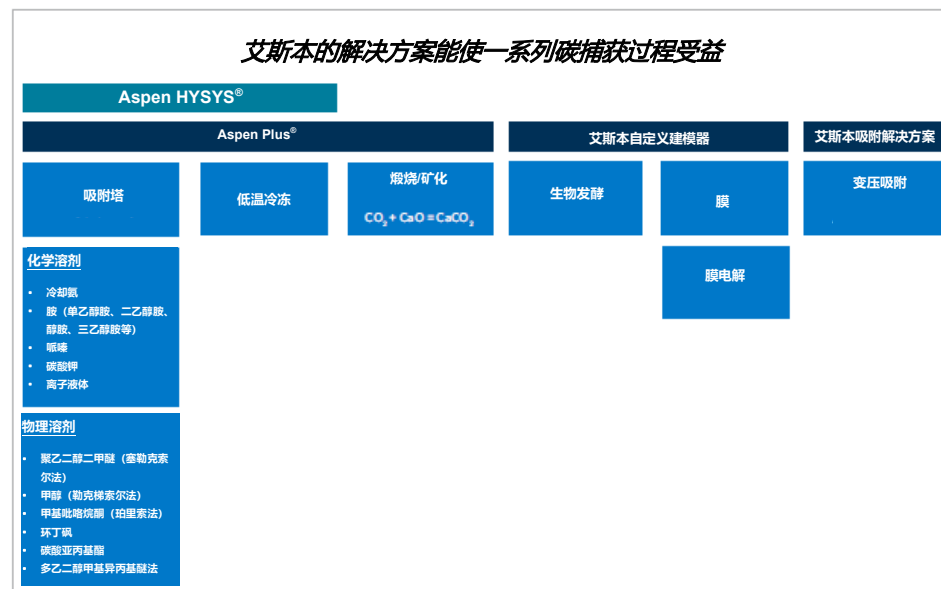 艾斯本的解决方案能使一系列碳捕获过程受益
Aspen HYSYS®
Aspen Plus®
艾斯本自定义建模器
艾斯本吸附解决方案
吸附塔
低温冷冻
煅烧/矿化
CO₂ + CaO = CaCO₃
生物发酵
膜
变压吸附
膜电解
化学溶剂
• 冷却氨
• 胺（单乙醇胺、二乙醇胺、
醇胺、三乙醇胺等）
• 哌嗪
• 碳酸钾
• 离子液体
物理溶剂
• 聚乙二醇二甲醚（塞勒克索
尔法）
• 甲醇（勒克梯索尔法）
• 甲基吡咯烷酮（珀里索法）
• 环丁砜
• 碳酸亚丙基酯
• 多乙二醇甲基异丙基醚法